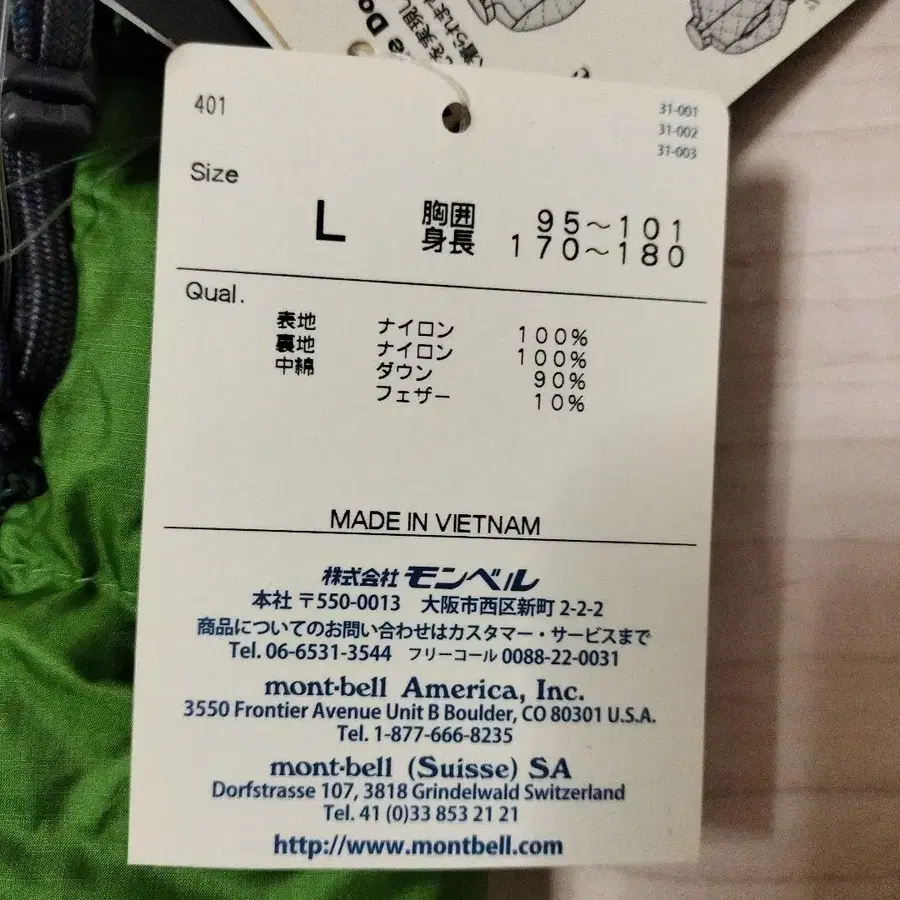 401
31-001
31-002
31-003
Size
L 胸囲 95～101
身長 170～180
Qual.
表地 ナイロン 100%
裏地 ナイロン 100%
中綿 ダウン 90%
フェザー 10%
MADE IN VIETNAM
株式会社 モンベル
本社 〒550-0013 大阪市西区新町 2-2-2
商品についてのお問い合わせはカスタマー・サービスまで
Tel. 06-6531-3544 フリーコール 0088-22-0031
mont-bell America, Inc.
3550 Frontier Avenue Unit B Boulder, CO 80301 U.S.A.
Tel. 1-877-666-8235
mont-bell (Suisse) SA
Dorfstrasse 107, 3818 Grindelwald Switzerland
Tel. 41 (0)33 853 21 21
http://www.montbell.com